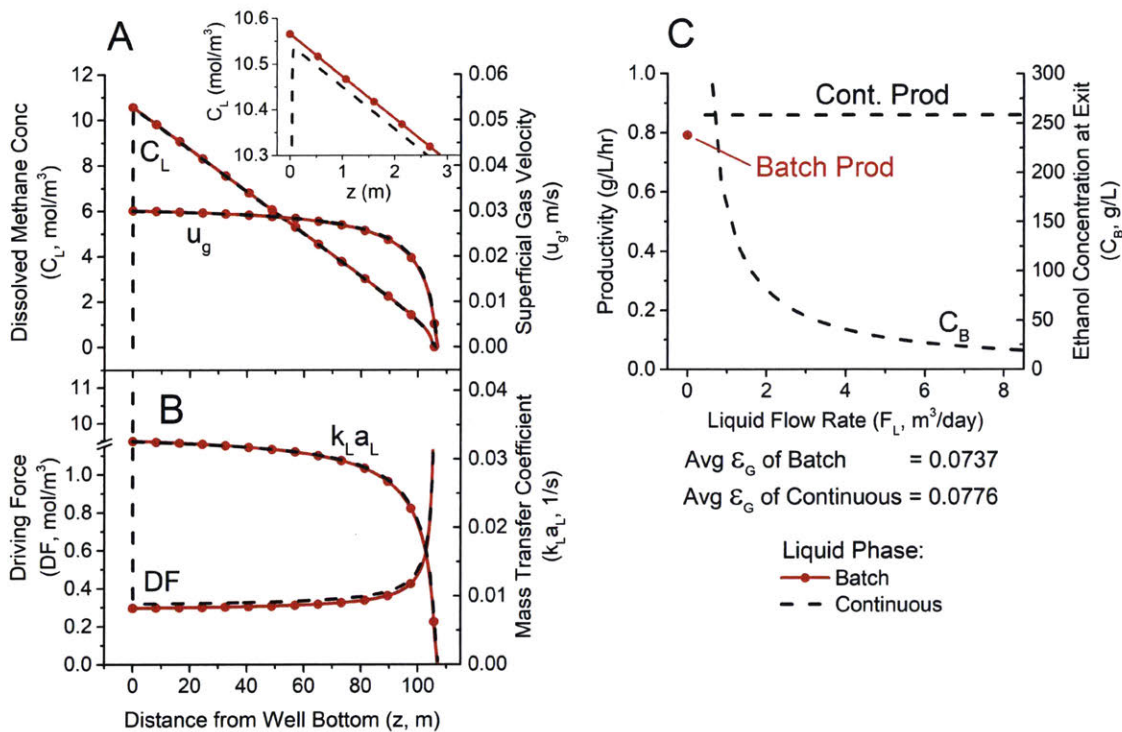 A
10.6
10.5
10.4
10.3
C_L (mol/m³)
0 1 2 3
z (m)
12
10
8
6
4
2
0
Dissolved Methane Conc
(C_L, mol/m³)
C_L
u_g
0.06
0.05
0.04
0.03
0.02
0.01
0.00
Superficial Gas Velocity
(u_g, m/s)
B
11
10
1.0
0.8
0.6
0.4
0.2
0.0
Driving Force
(DF, mol/m³)
k_La_L
DF
0.04
0.03
0.02
0.01
0.00
Mass Transfer Coefficient
(k_La_L, 1/s)
0 20 40 60 80 100
Distance from Well Bottom (z, m)
C
1.0
0.8
0.6
0.4
0.2
0.0
Productivity (g/L/hr)
Cont. Prod
Batch Prod
C_B
300
250
200
150
100
50
0
Ethanol Concentration at Exit
(C_B, g/L)
0 2 4 6 8
Liquid Flow Rate (F_L, m³/day)
Avg ε_G of Batch = 0.0737
Avg ε_G of Continuous = 0.0776
Liquid Phase:
Batch
Continuous